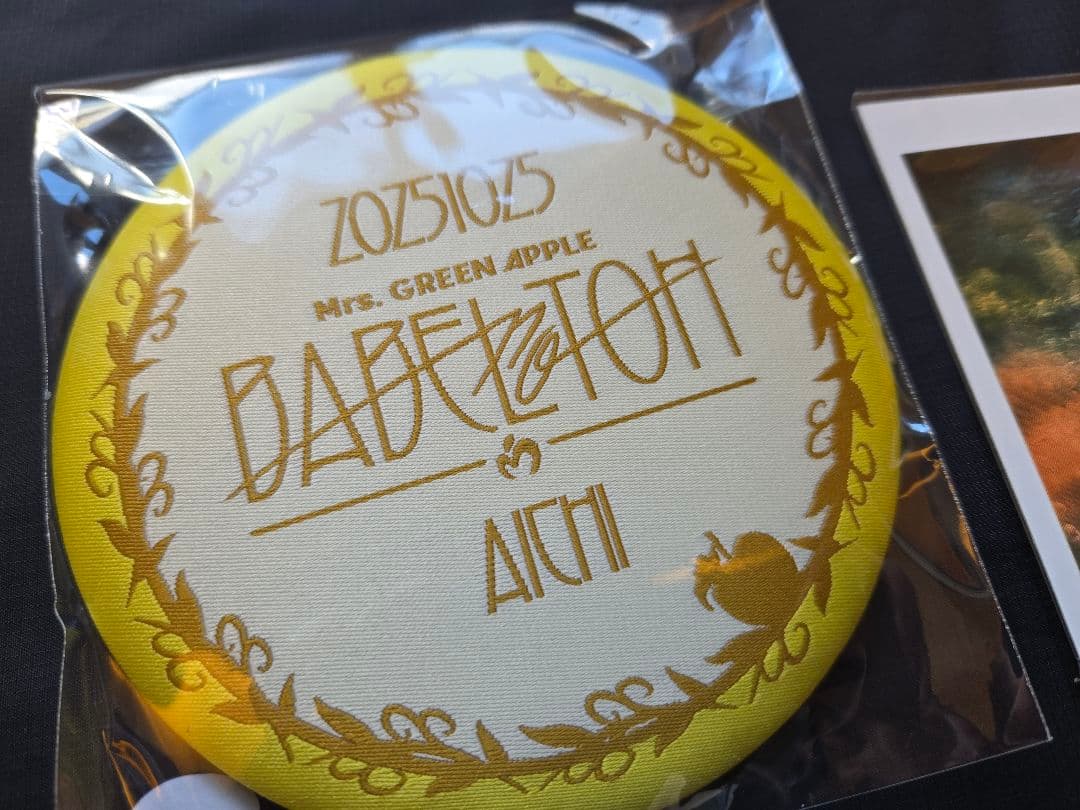 20251025
Mrs. GREEN APPLE
BABEL no TOH
AICHI